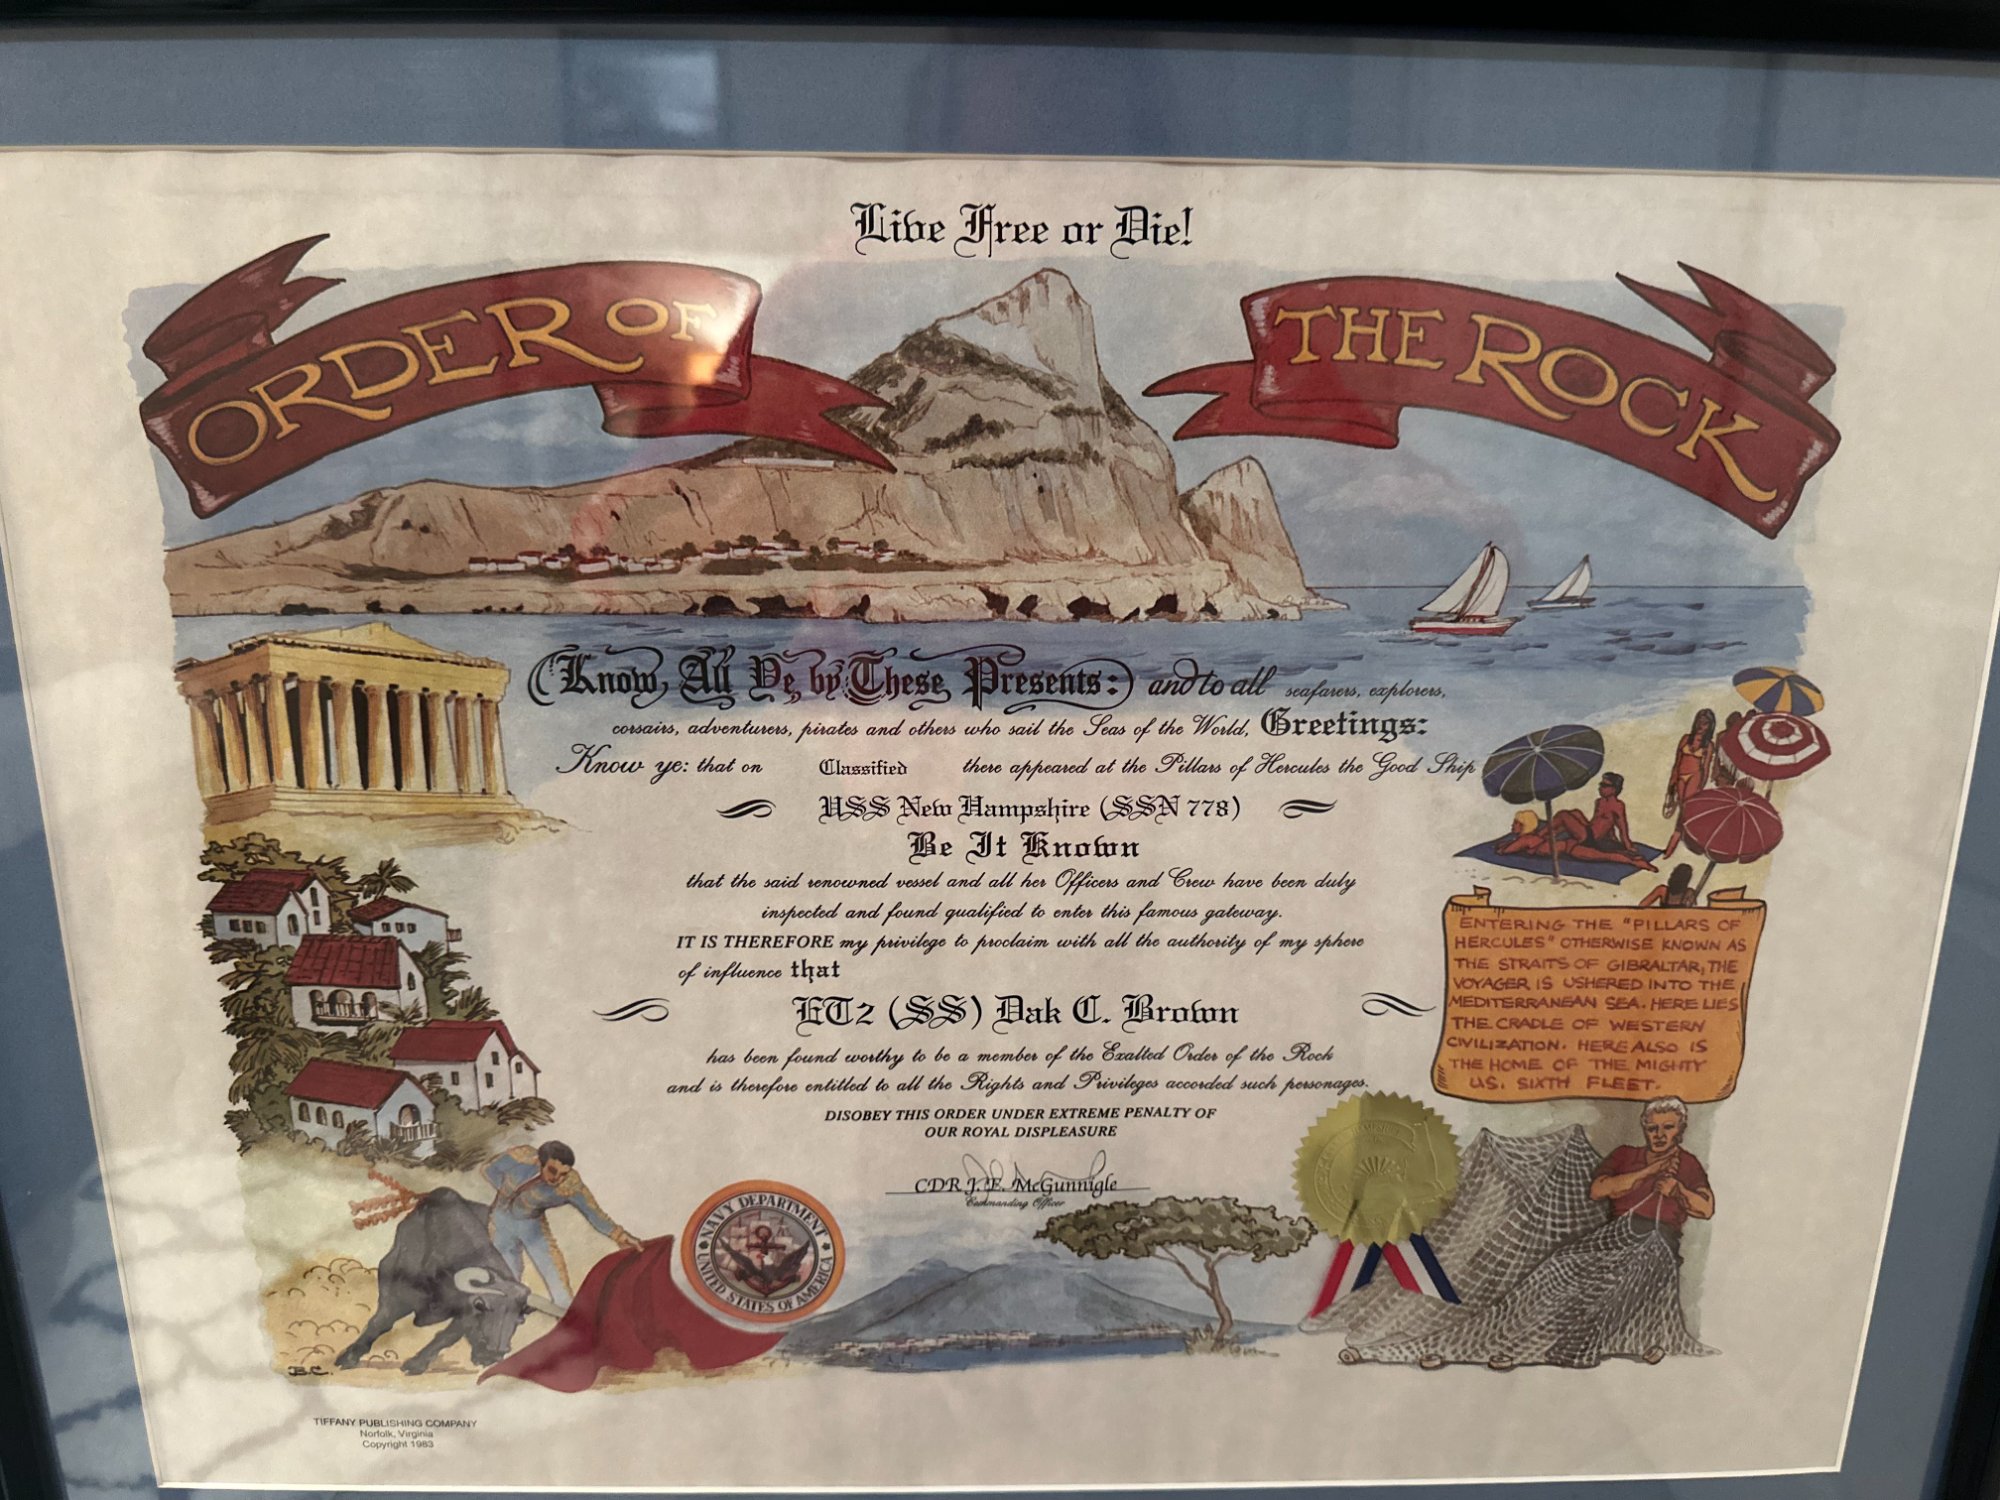 Live Free or Die!
ORDER OF THE ROCK
(Know All Ye by These Presents:) and to all seafarers, explorers,
corsairs, adventurers, pirates and others who sail the Seas of the World, Greetings:
Know ye: that on Classified there appeared at the Pillars of Hercules the Good Ship
USS New Hampshire (SSN 778)
Be It Known
that the said renowned vessel and all her Officers and Crew have been duly
inspected and found qualified to enter this famous gateway.
IT IS THEREFORE my privilege to proclaim with all the authority of my sphere
of influence that
ET2 (SS) Dak C. Brown
has been found worthy to be a member of the Exalted Order of the Rock
and is therefore entitled to all the Rights and Privileges accorded such personages.
DISOBEY THIS ORDER UNDER EXTREME PENALTY OF
OUR ROYAL DISPLEASURE
CDR J.E. McGunnigle
Commanding Officer
ENTERING THE "PILLARS OF
HERCULES" OTHERWISE KNOWN AS
THE STRAITS OF GIBRALTAR, THE
VOYAGER IS USHERED INTO THE
MEDITERRANEAN SEA. HERE LIES
THE CRADLE OF WESTERN
CIVILIZATION. HERE ALSO IS
THE HOME OF THE MIGHTY
U.S. SIXTH FLEET.
NAVY DEPARTMENT
UNITED STATES OF AMERICA
B.C.
TIFFANY PUBLISHING COMPANY
Norfolk, Virginia
Copyright 1983